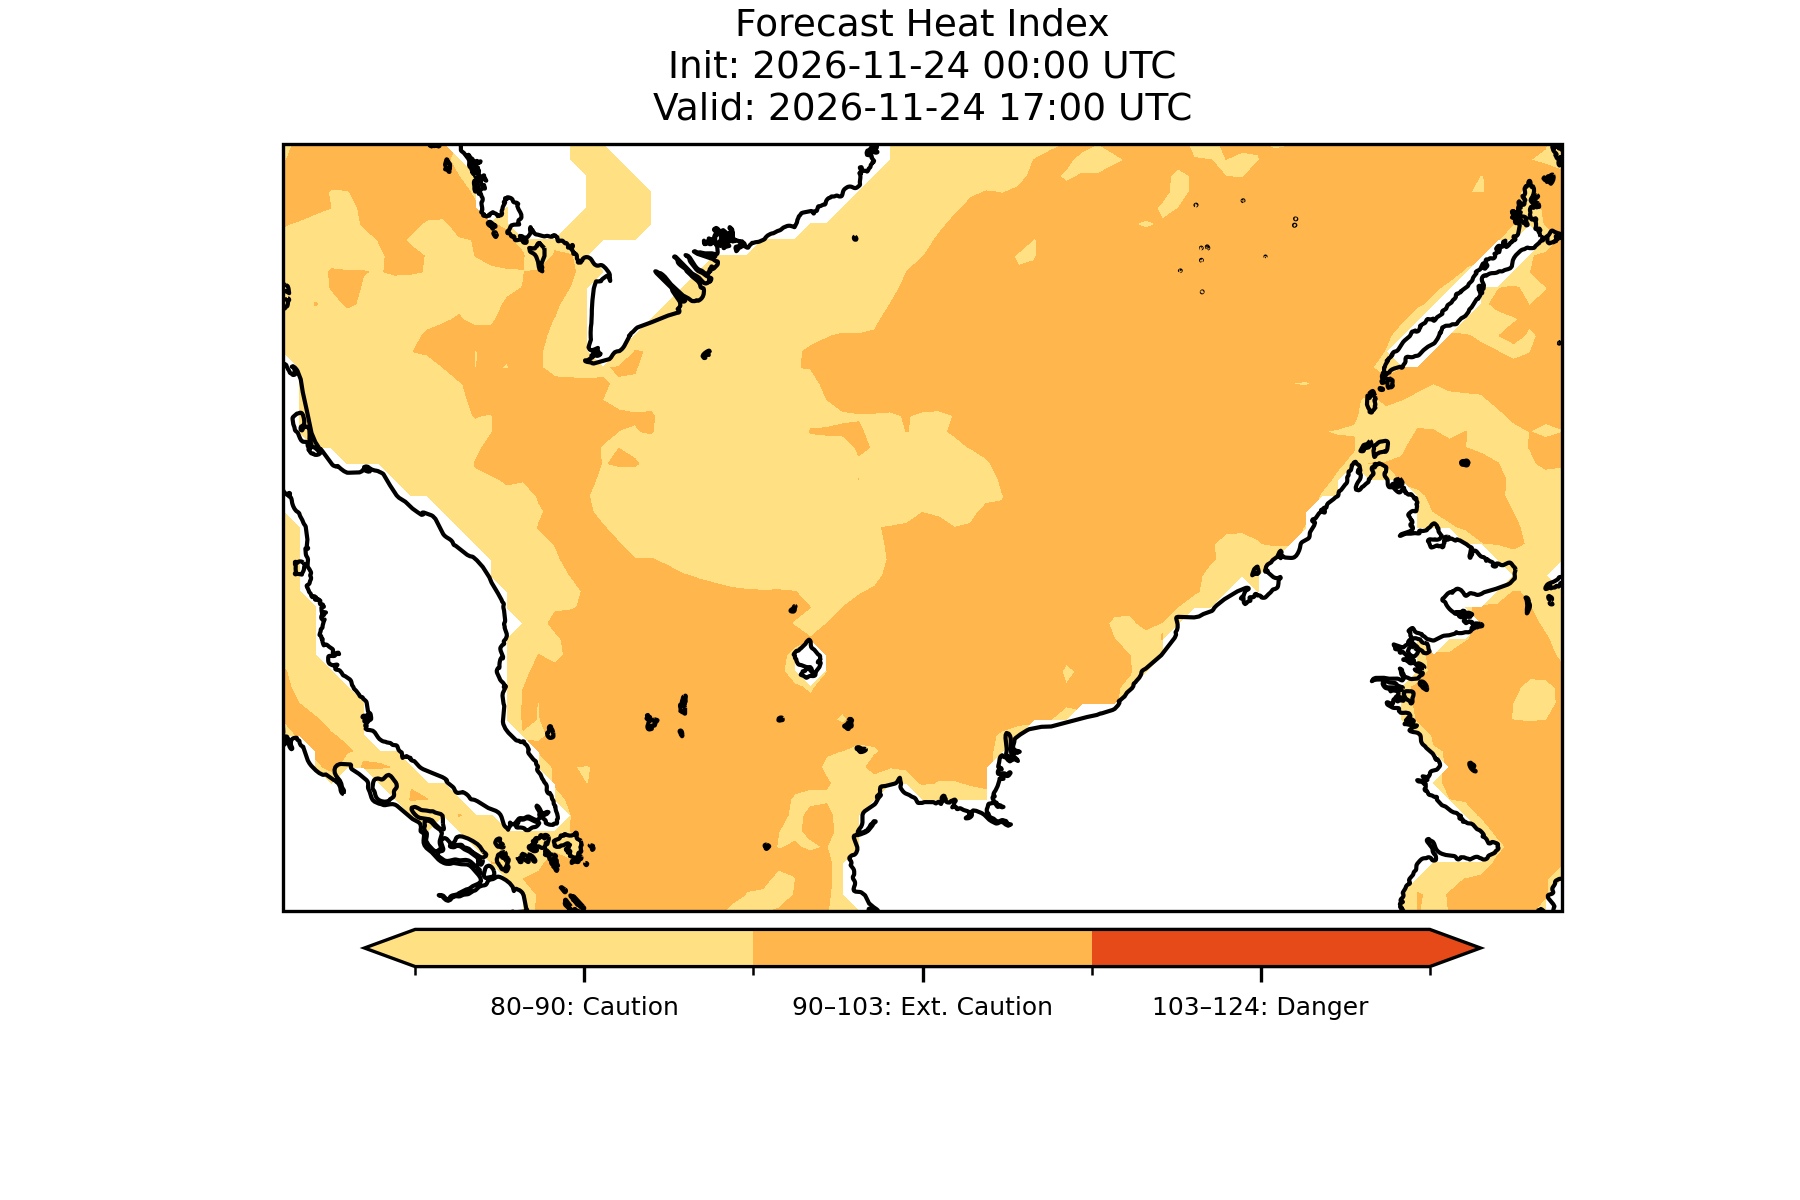 Forecast Heat Index
Init: 2026-11-24 00:00 UTC
Valid: 2026-11-24 17:00 UTC
80–90: Caution
90–103: Ext. Caution
103–124: Danger